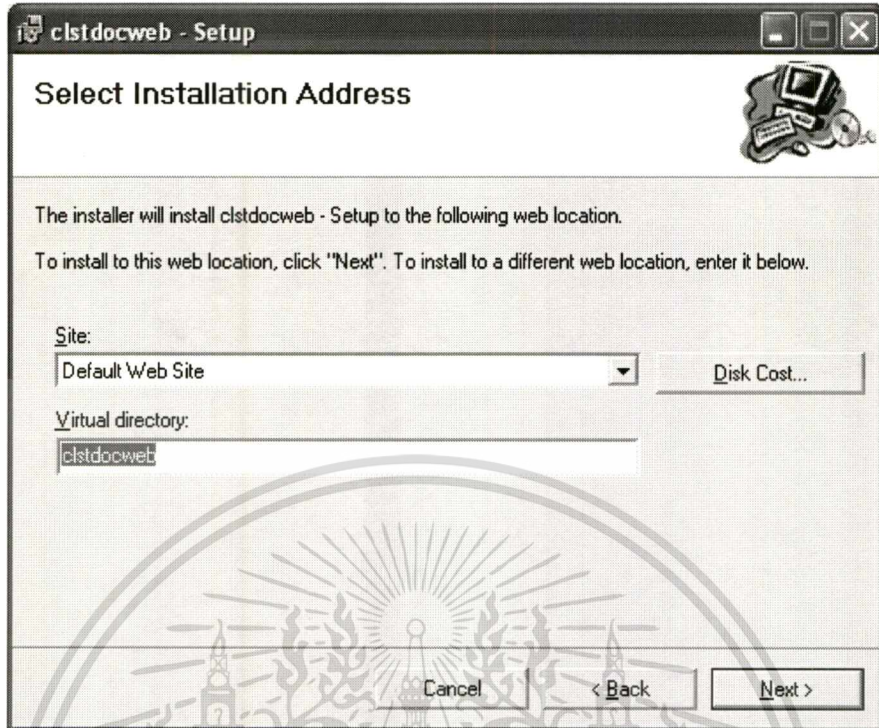 clstdocweb - Setup
Select Installation Address
The installer will install clstdocweb - Setup to the following web location.
To install to this web location, click "Next". To install to a different web location, enter it below.
Site:
Default Web Site
Disk Cost...
Virtual directory:
clstdocweb
Cancel
< Back
Next >